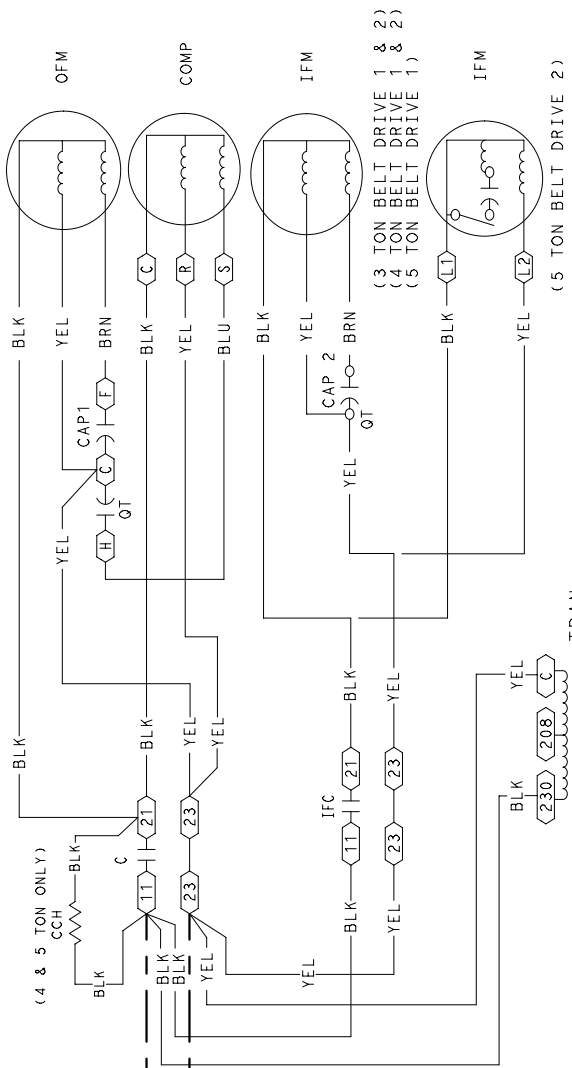 OFM
COMP
IFM
IFM
(3 TON BELT DRIVE 1 & 2)
(4 TON BELT DRIVE 1 & 2)
(5 TON BELT DRIVE 1)
(5 TON BELT DRIVE 2)
BLK
YEL
BRN
F
CAP1
C
QT
H
YEL
BLK
C
YEL
R
BLU
S
BLK
YEL
BRN
CAP 2
QT
YEL
BLK
L1
YEL
L2
BLK
BLK
YEL
YEL
(4 & 5 TON ONLY)
CCH
BLK
BLK
11
C
21
23
23
BLK
BLK
YEL
YEL
BLK
YEL
IFC
11
21
BLK
23
23
YEL
BLK
YEL
230
208
C